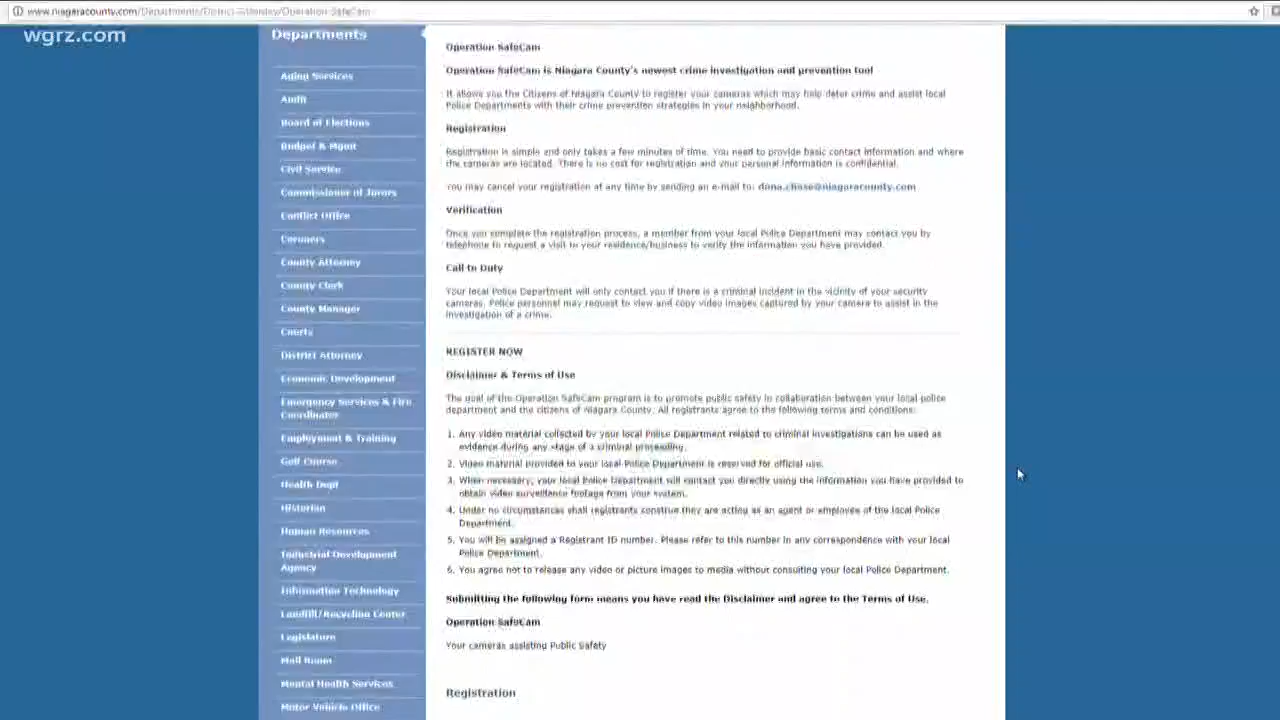 www.niagaracounty.com/Departments/District-Attorney/Operation-SafeCam
wgrz.com
Departments
Aging Services
Audit
Board of Elections
Budget & Mgmt
Civil Service
Commissioner of Jurors
Conflict Office
Coroners
County Attorney
County Clerk
County Manager
Courts
District Attorney
Economic Development
Emergency Services & Fire
Coordinator
Employment & Training
Golf Course
Health Dept
Historian
Human Resources
Industrial Development
Agency
Information Technology
Landfill/Recycling Center
Legislature
Mail Room
Mental Health Services
Motor Vehicle Office
Operation SafeCam
Operation SafeCam is Niagara County's newest crime investigation and prevention tool
It allows you the Citizens of Niagara County to register your cameras which may help deter crime and assist local
Police Departments with their crime prevention strategies in your neighborhood.
Registration
Registration is simple and only takes a few minutes of time. You need to provide basic contact information and where
the cameras are located. There is no cost for registration and your personal information is confidential.
You may cancel your registration at any time by sending an e-mail to: dona.chase@niagaracounty.com
Verification
Once you complete the registration process, a member from your local Police Department may contact you by
telephone to request a visit to your residence/business to verify the information you have provided.
Call to Duty
Your local Police Department will only contact you if there is a criminal incident in the vicinity of your security
cameras. Police personnel may request to view and copy video images captured by your camera to assist in the
investigation of a crime.
REGISTER NOW
Disclaimer & Terms of Use
The goal of the Operation SafeCam program is to promote public safety in collaboration between your local police
department and the citizens of Niagara County. All registrants agree to the following terms and conditions:
1. Any video material collected by your local Police Department related to criminal investigations can be used as
evidence during any stage of a criminal proceeding.
2. Video material provided to your local Police Department is reserved for official use.
3. When necessary, your local Police Department will contact you directly using the information you have provided to
obtain video surveillance footage from your system.
4. Under no circumstances shall registrants construe they are acting as an agent or employee of the local Police
Department.
5. You will be assigned a Registrant ID number. Please refer to this number in any correspondence with your local
Police Department.
6. You agree not to release any video or picture images to media without consulting your local Police Department.
Submitting the following form means you have read the Disclaimer and agree to the Terms of Use.
Operation SafeCam
Your cameras assisting Public Safety
Registration